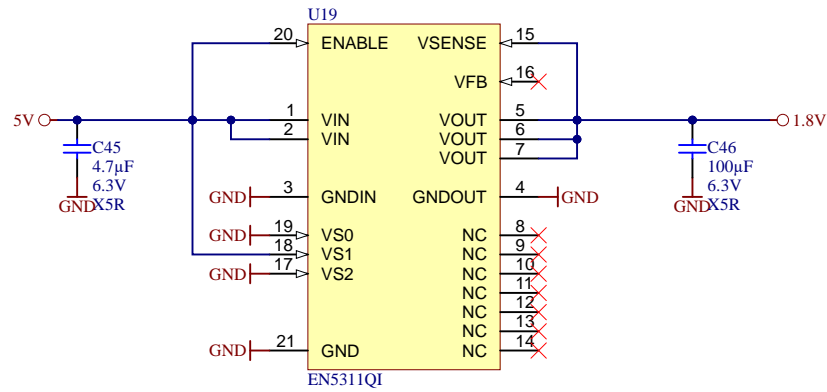 U19
20 ENABLE VSENSE 15
VFB 16
5V 1 VIN VOUT 5 1.8V
2 VIN VOUT 6
VOUT 7
C45 C46
4.7µF 100µF
6.3V 6.3V
X5R X5R
GND GND
GND 3 GNDIN GNDOUT 4 GND
GND 19 VS0 NC 8
18 VS1 NC 9
GND 17 VS2 NC 10
NC 11
NC 12
NC 13
GND 21 GND NC 14
EN5311QI